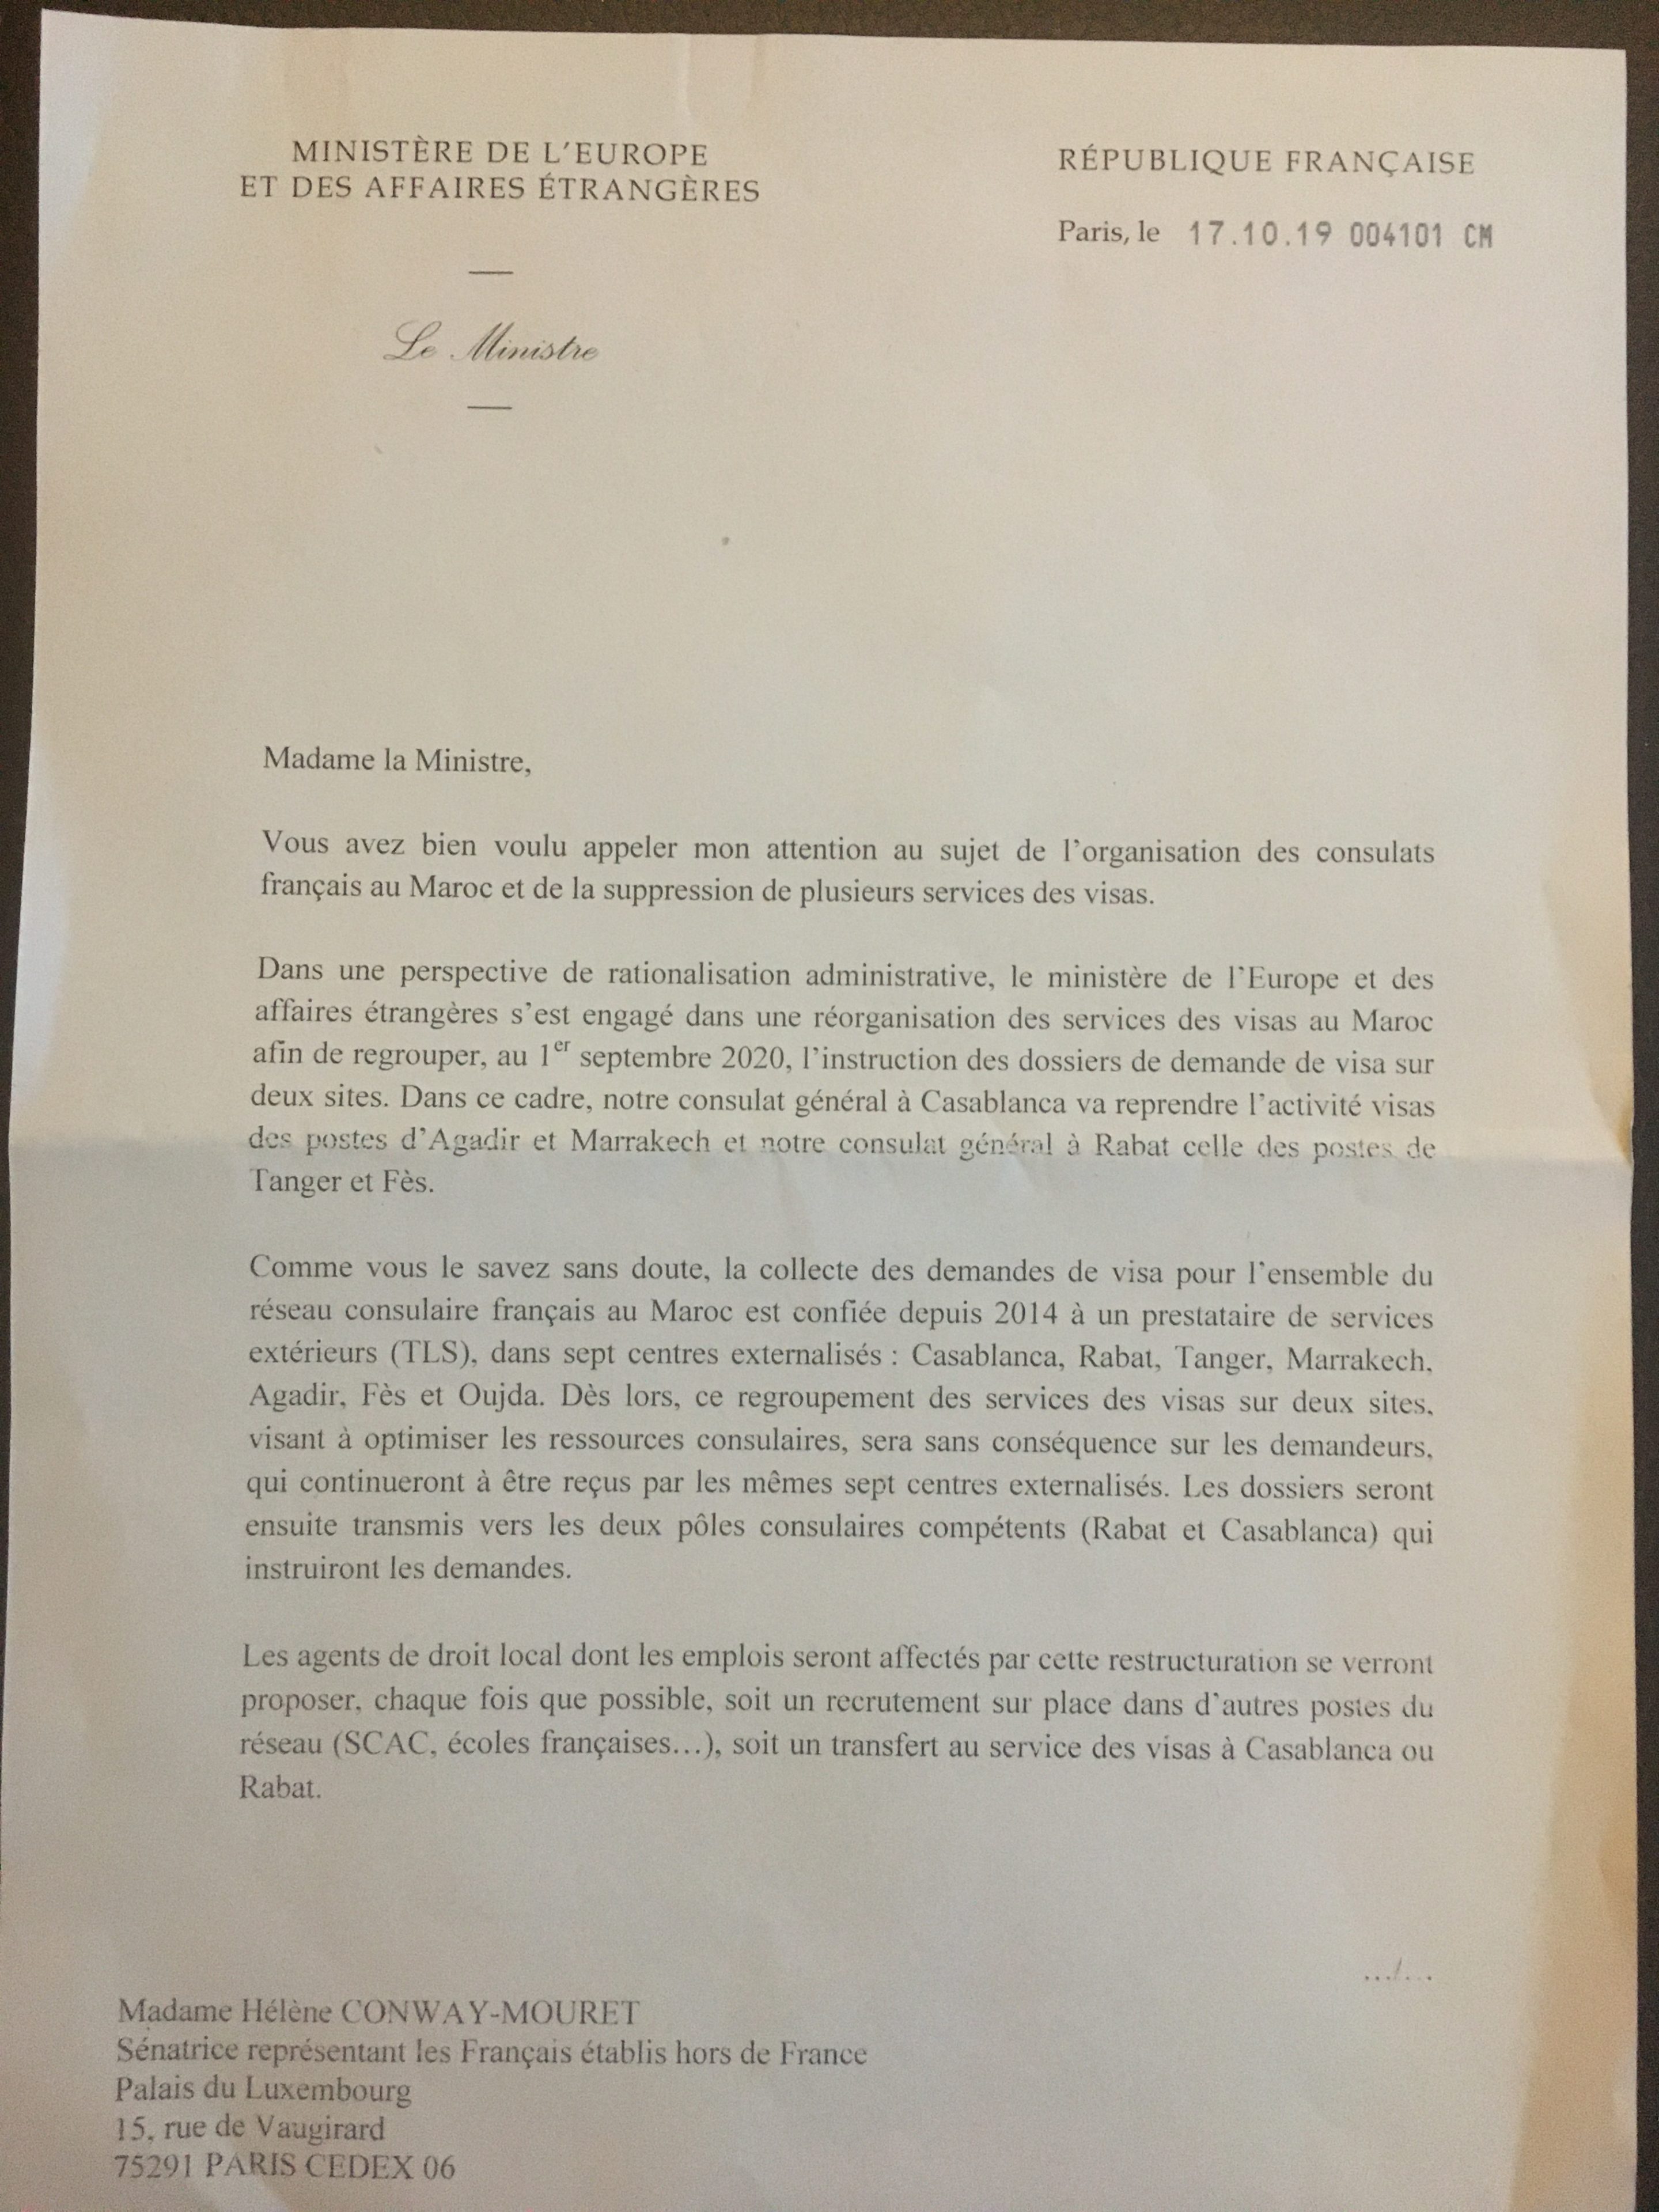 MINISTÈRE DE L'EUROPE
ET DES AFFAIRES ÉTRANGÈRES
RÉPUBLIQUE FRANÇAISE
Paris, le 17.10.19 004101 CM
Le Ministre
Madame la Ministre,
Vous avez bien voulu appeler mon attention au sujet de l'organisation des consulats
français au Maroc et de la suppression de plusieurs services des visas.
Dans une perspective de rationalisation administrative, le ministère de l'Europe et des
affaires étrangères s'est engagé dans une réorganisation des services des visas au Maroc
afin de regrouper, au 1er septembre 2020, l'instruction des dossiers de demande de visa sur
deux sites. Dans ce cadre, notre consulat général à Casablanca va reprendre l'activité visas
des postes d'Agadir et Marrakech et notre consulat général à Rabat celle des postes de
Tanger et Fès.
Comme vous le savez sans doute, la collecte des demandes de visa pour l'ensemble du
réseau consulaire français au Maroc est confiée depuis 2014 à un prestataire de services
extérieurs (TLS), dans sept centres externalisés : Casablanca, Rabat, Tanger, Marrakech,
Agadir, Fès et Oujda. Dès lors, ce regroupement des services des visas sur deux sites,
visant à optimiser les ressources consulaires, sera sans conséquence sur les demandeurs,
qui continueront à être reçus par les mêmes sept centres externalisés. Les dossiers seront
ensuite transmis vers les deux pôles consulaires compétents (Rabat et Casablanca) qui
instruiront les demandes.
Les agents de droit local dont les emplois seront affectés par cette restructuration se verront
proposer, chaque fois que possible, soit un recrutement sur place dans d'autres postes du
réseau (SCAC, écoles françaises…), soit un transfert au service des visas à Casablanca ou
Rabat.
…/…
Madame Hélène CONWAY-MOURET
Sénatrice représentant les Français établis hors de France
Palais du Luxembourg
15, rue de Vaugirard
75291 PARIS CEDEX 06